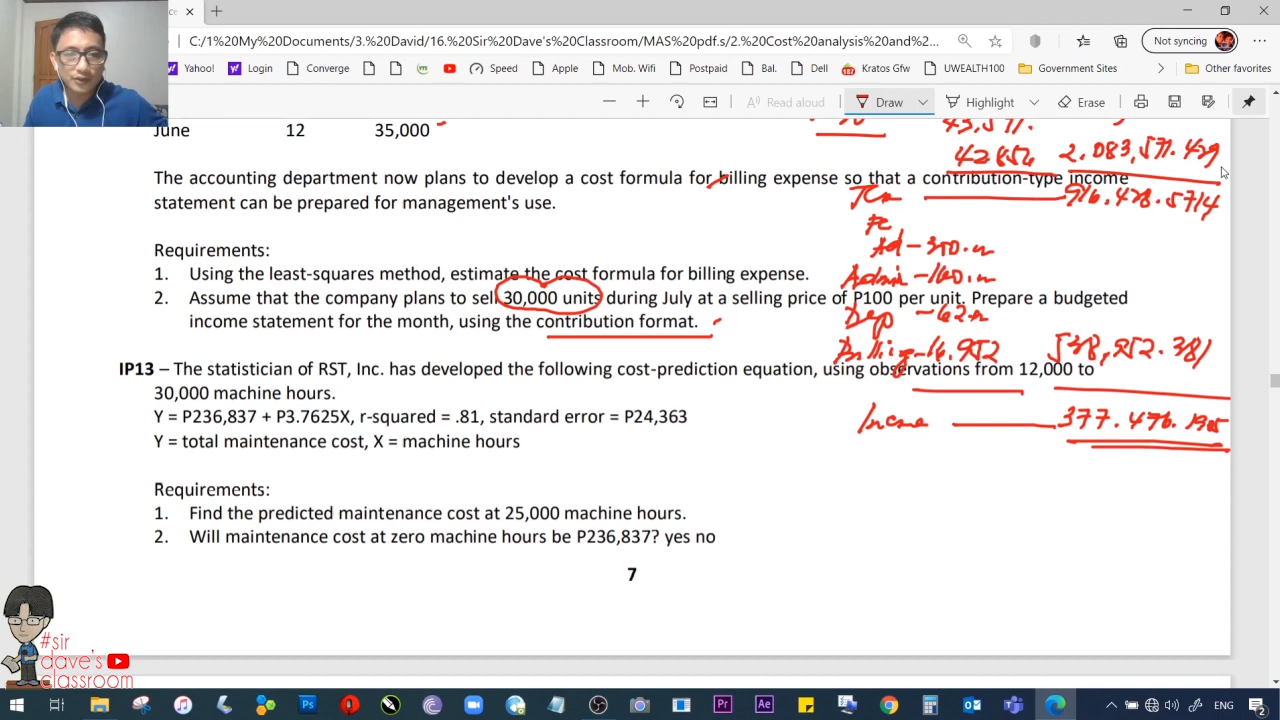 C:/1%20My%20Documents/3.%20David/16.%20Sir%20Dave's%20Classroom/MAS%20pdf.s/2.%20Cost%20analysis%20and%...
Not syncing
Yahoo!
Login
Converge
Speed
Apple
Mob. Wifi
Postpaid
Bal.
Dell
Kratos Gfw
UWEALTH100
Government Sites
Other favorites
Read aloud
Draw
Highlight
Erase
June 12 35,000
42856 2.083,571.429
The accounting department now plans to develop a cost formula for billing expense so that a contribution-type income
statement can be prepared for management's use.
916.428.5714
Requirements:
1. Using the least-squares method, estimate the cost formula for billing expense.
2. Assume that the company plans to sell 30,000 units during July at a selling price of P100 per unit. Prepare a budgeted
income statement for the month, using the contribution format.
FC
Admin - 160.m
Dep - 62m
Billing - 16.952 538,952.381
IP13 – The statistician of RST, Inc. has developed the following cost-prediction equation, using observations from 12,000 to
30,000 machine hours.
Y = P236,837 + P3.7625X, r-squared = .81, standard error = P24,363
Income 377.476.1905
Y = total maintenance cost, X = machine hours
Requirements:
1. Find the predicted maintenance cost at 25,000 machine hours.
2. Will maintenance cost at zero machine hours be P236,837? yes no
7
#sir
dave's
classroom
ENG